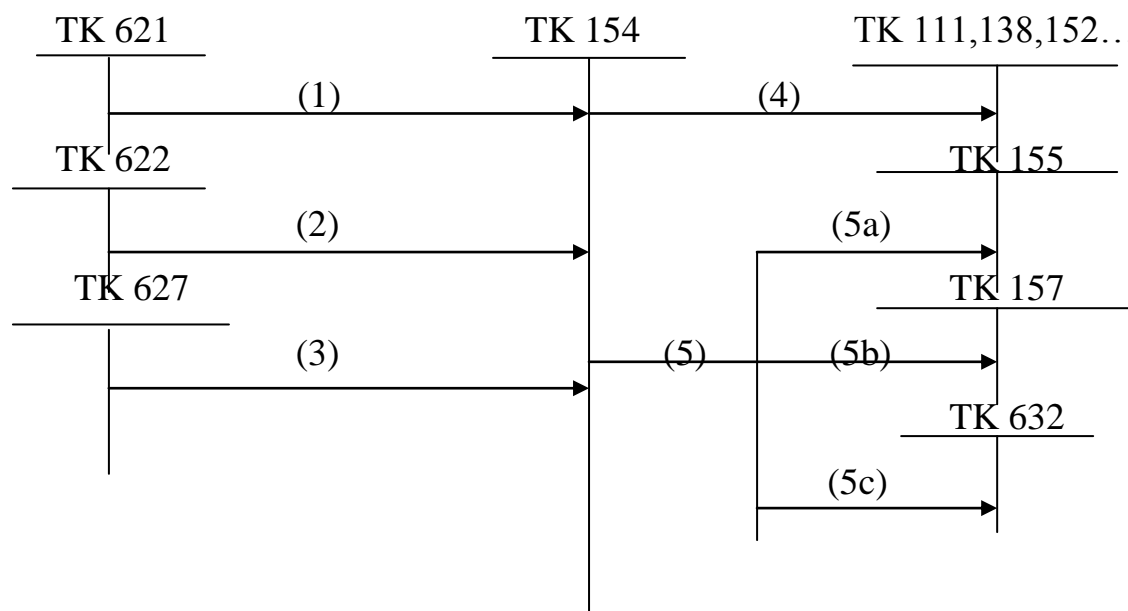 TK 621 TK 154 TK 111,138,152..
(1) (4)
TK 622 TK 155
(2) (5a)
TK 627 TK 157
(3) (5) (5b)
TK 632
(5c)